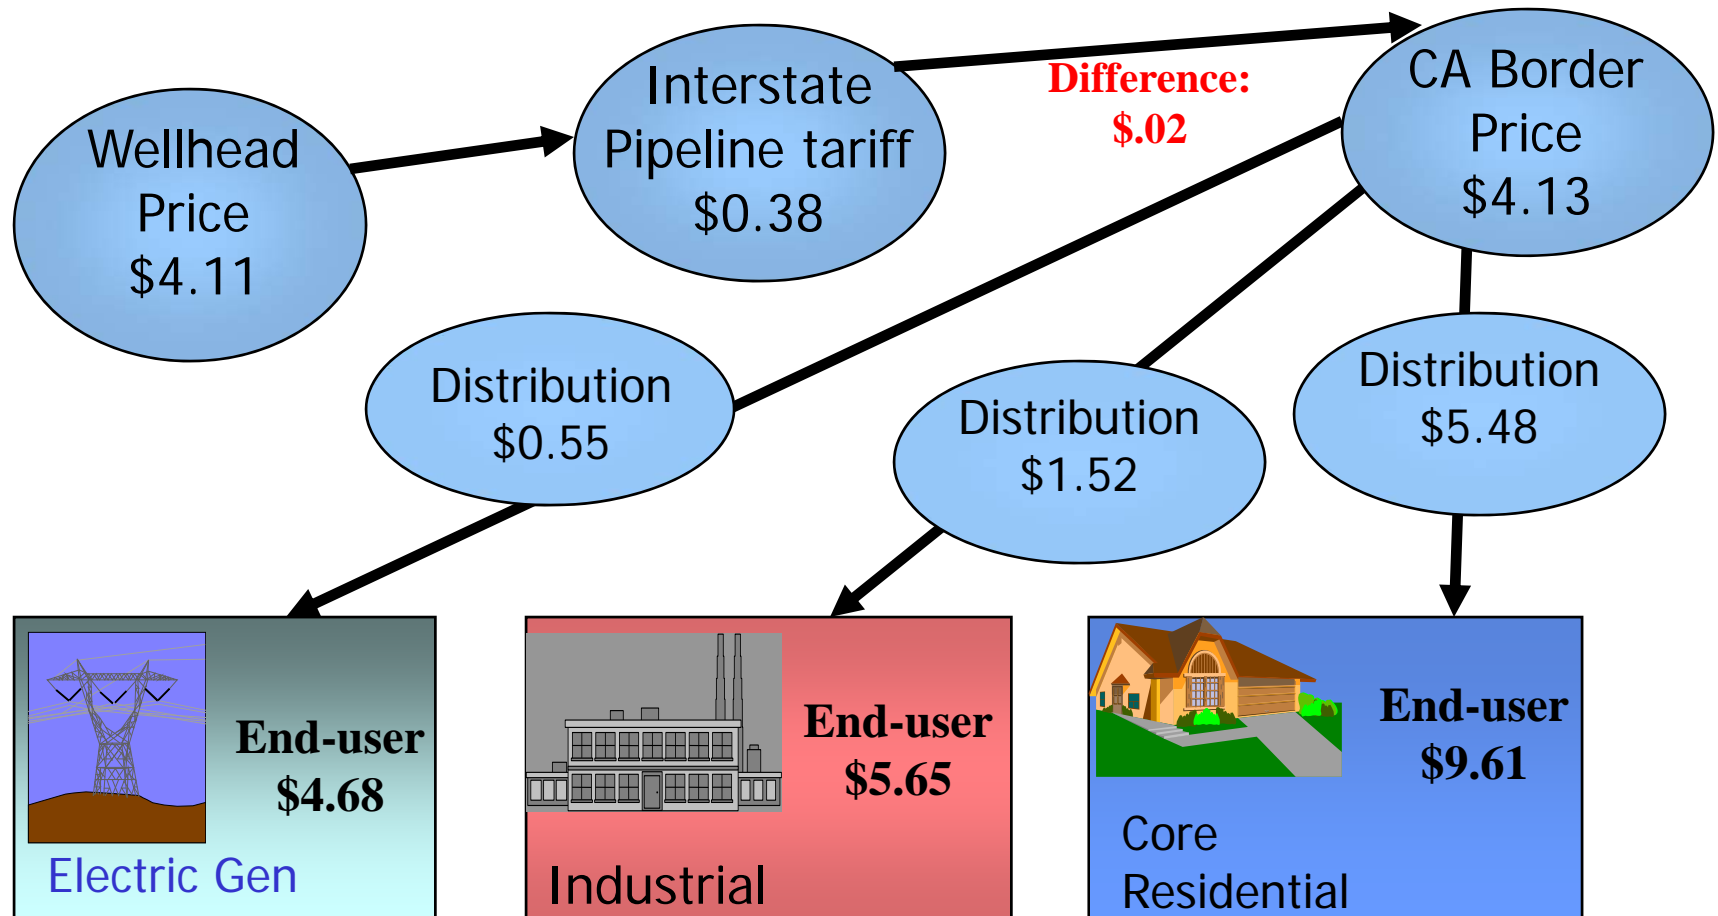 Wellhead
Price
$4.11
Interstate
Pipeline tariff
$0.38
Difference:
$.02
CA Border
Price
$4.13
Distribution
$0.55
Distribution
$1.52
Distribution
$5.48
End-user
$4.68
Electric Gen
End-user
$5.65
Industrial
End-user
$9.61
Core
Residential